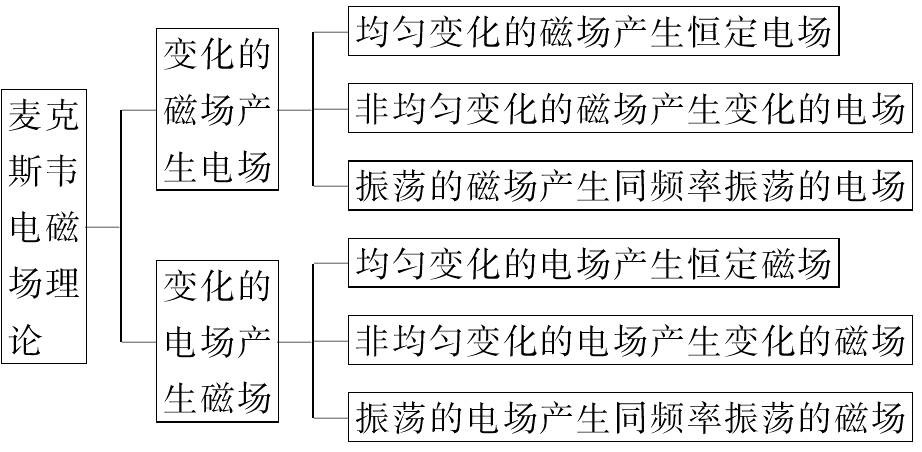 麦克
斯韦
电磁
场理
论
变化的
磁场产
生电场
均匀变化的磁场产生恒定电场
非均匀变化的磁场产生变化的电场
振荡的磁场产生同频率振荡的电场
变化的
电场产
生磁场
均匀变化的电场产生恒定磁场
非均匀变化的电场产生变化的磁场
振荡的电场产生同频率振荡的磁场